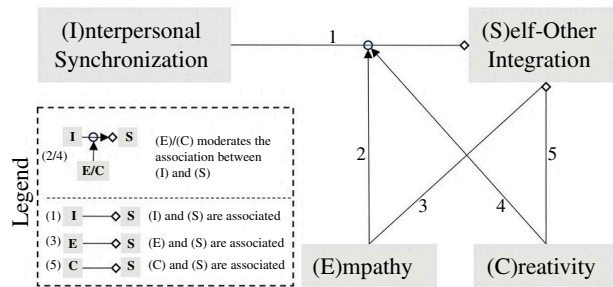 (I)nterpersonal
Synchronization
1
(S)elf-Other
Integration
Legend
I
S
(2/4)
E/C
(E)/(C) moderates the
association between
(I) and (S)
(1) I S (I) and (S) are associated
(3) E S (E) and (S) are associated
(5) C S (C) and (S) are associated
2
3
4
5
(E)mpathy
(C)reativity